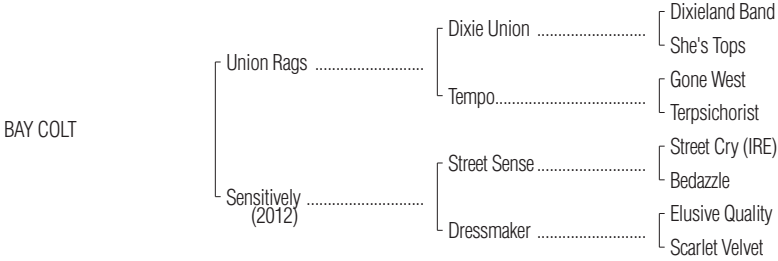 Dixieland Band
Dixie Union ..........................
She's Tops
Union Rags ..........................
Gone West
Tempo....................................
Terpsichorist
BAY COLT
Street Cry (IRE)
Street Sense ..........................
Bedazzle
Sensitively ............................
(2012)
Elusive Quality
Dressmaker ..........................
Scarlet Velvet